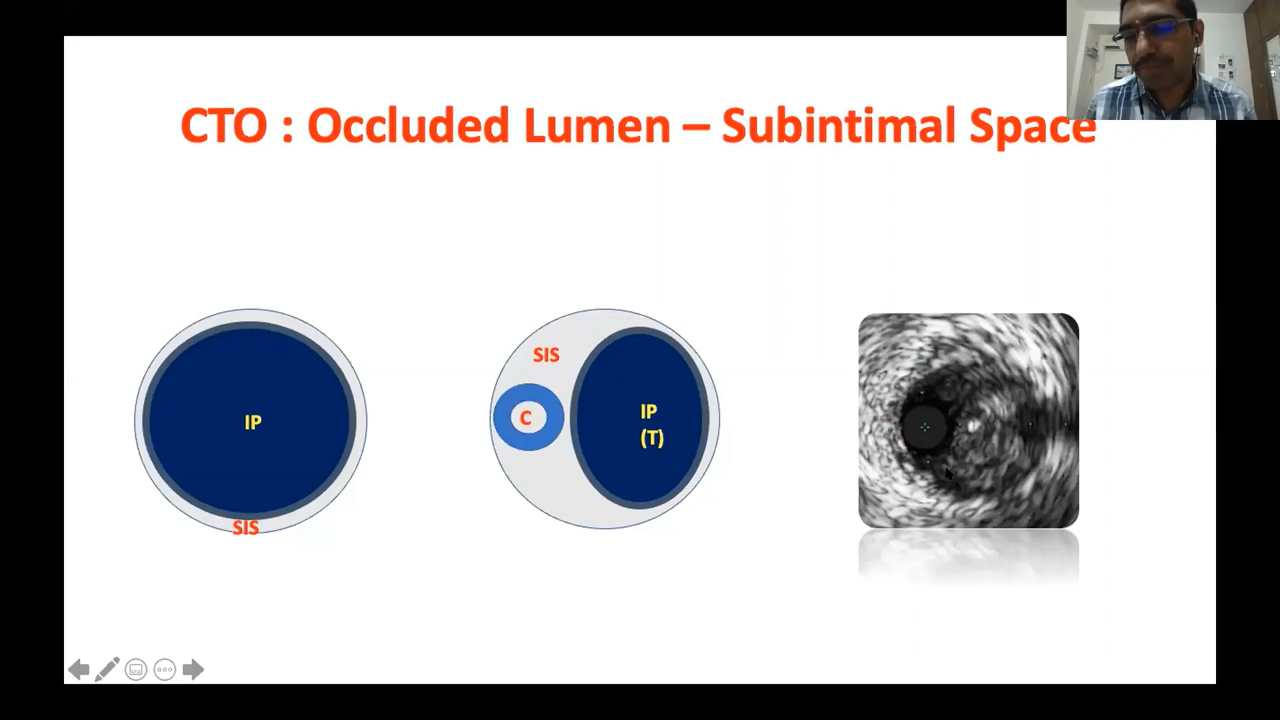 CTO : Occluded Lumen – Subintimal Space
IP
SIS
SIS
C
IP
(T)